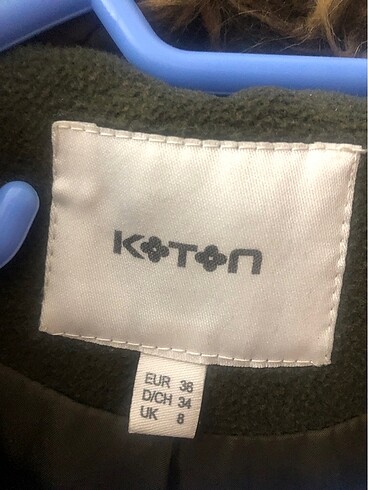 KOTON
EUR 36
D/CH 34
UK 8